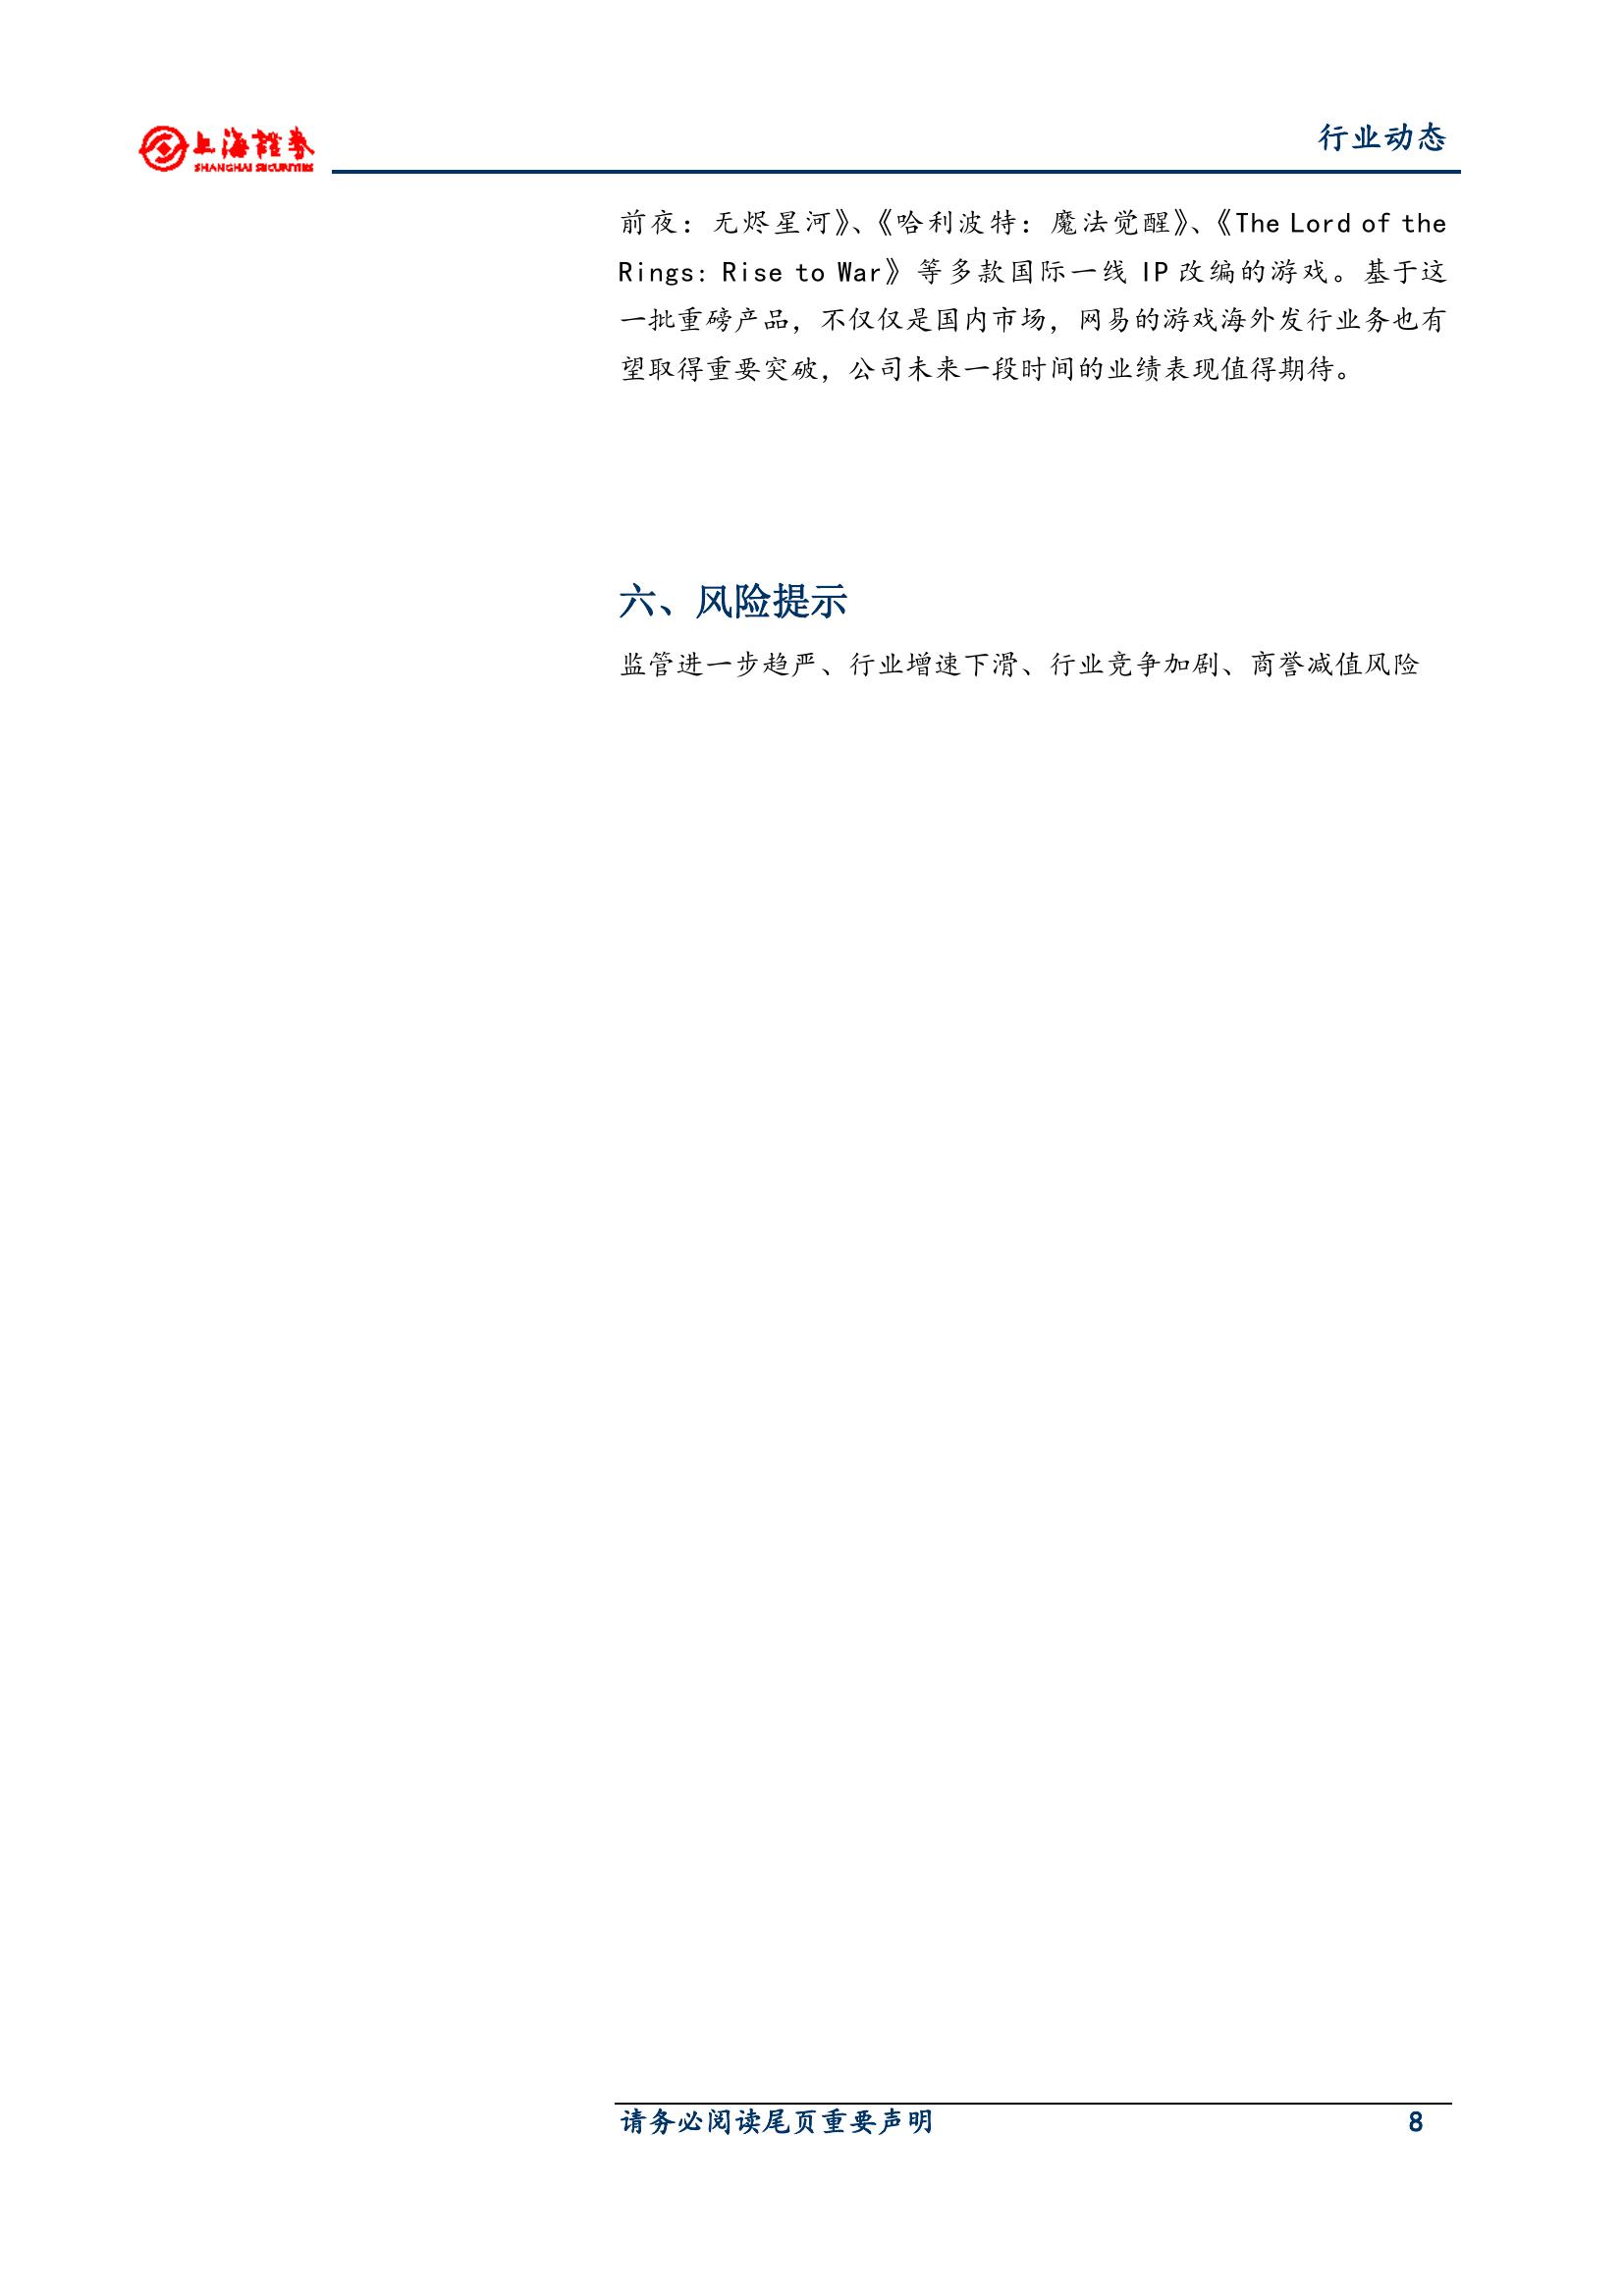 上海證券
SHANGHAI SECURITIES
行业动态
前夜：无烬星河》、《哈利波特：魔法觉醒》、《The Lord of the
Rings: Rise to War》等多款国际一线 IP 改编的游戏。基于这
一批重磅产品，不仅仅是国内市场，网易的游戏海外发行业务也有
望取得重要突破，公司未来一段时间的业绩表现值得期待。
六、风险提示
监管进一步趋严、行业增速下滑、行业竞争加剧、商誉减值风险
请务必阅读尾页重要声明 8